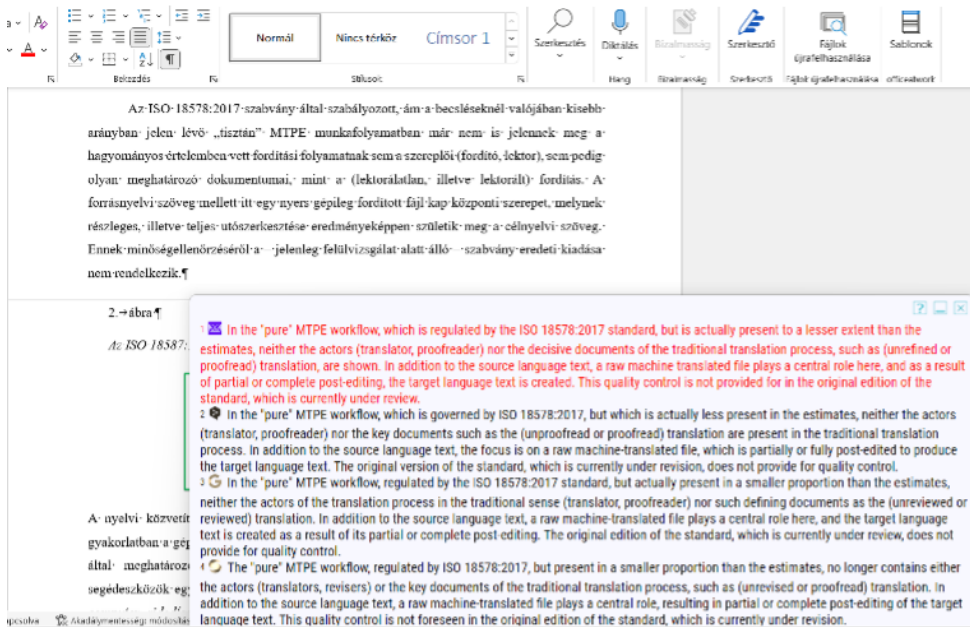 Normál
Nincs térköz
Címsor 1
Szerkesztés
Diktálás
Bizalmasság
Szerkesztő
Fájlok
újrafelhasználása
Sablonok
Bekezdés
Stílusok
Hang
Bizalmasság
Szerkesztő
Fájlok újrafelhasználása
officeatwork
Az·ISO·18578:2017·szabvány·által·szabályozott,·ám·a·becsléseknél·valójában·kisebb·
arányban·jelen·lévő·„tisztán”·MTPE·munkafolyamatban·már·nem·is·jelennek·meg·a·
hagyományos·értelemben·vett·fordítási·folyamatnak·sem·a·szereplői·(fordító,·lektor),·sem·pedig·
olyan·meghatározó·dokumentumai,·mint·a·(lektorálatlan,·illetve·lektorált)·fordítás.·A·
forrásnyelvi·szöveg·mellett·itt·egy·nyers·gépileg·fordított·fájl·kap·központi·szerepet,·melynek·
részleges,·illetve·teljes·utószerkesztése·eredményeképpen·születik·meg·a·célnyelvi·szöveg.·
Ennek·minőségellenőrzéséről·a·–·jelenleg·felülvizsgálat·alatt·álló·–·szabvány·eredeti·kiadása·
nem·rendelkezik.¶
2.→ábra¶
Az·ISO·18587:
1 In the "pure" MTPE workflow, which is regulated by the ISO 18578:2017 standard, but is actually present to a lesser extent than the
estimates, neither the actors (translator, proofreader) nor the decisive documents of the traditional translation process, such as (unrefined or
proofread) translation, are shown. In addition to the source language text, a raw machine translated file plays a central role here, and as a result
of partial or complete post-editing, the target language text is created. This quality control is not provided for in the original edition of the
standard, which is currently under review.
2 In the "pure" MTPE workflow, which is governed by ISO 18578:2017, but which is actually less present in the estimates, neither the actors
(translator, proofreader) nor the key documents such as the (unproofread or proofread) translation are present in the traditional translation
process. In addition to the source language text, the focus is on a raw machine-translated file, which is partially or fully post-edited to produce
the target language text. The original version of the standard, which is currently under revision, does not provide for quality control.
3 In the "pure" MTPE workflow, regulated by the ISO 18578:2017 standard, but actually present in a smaller proportion than the estimates,
neither the actors of the translation process in the traditional sense (translator, proofreader) nor such defining documents as the (unreviewed or
reviewed) translation. In addition to the source language text, a raw machine-translated file plays a central role here, and the target language
text is created as a result of its partial or complete post-editing. The original edition of the standard, which is currently under review, does not
provide for quality control.
4 The "pure" MTPE workflow, regulated by ISO 18578:2017, but present in a smaller proportion than the estimates, no longer contains either
the actors (translators, revisers) or the key documents of the traditional translation process, such as (unrevised or proofread) translation. In
addition to the source language text, a raw machine-translated file plays a central role, resulting in partial or complete post-editing of the target
language text. This quality control is not foreseen in the original edition of the standard, which is currently under revision.
A·nyelvi·közvetít
gyakorlatban·a·gép
által·meghatároz
segédeszközök·eg
Akadálymentesség: módosítás